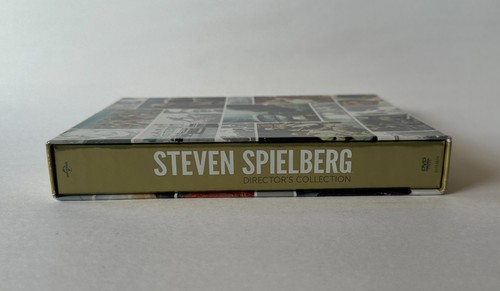 STEVEN SPIELBERG
DIRECTOR'S COLLECTION
DVD